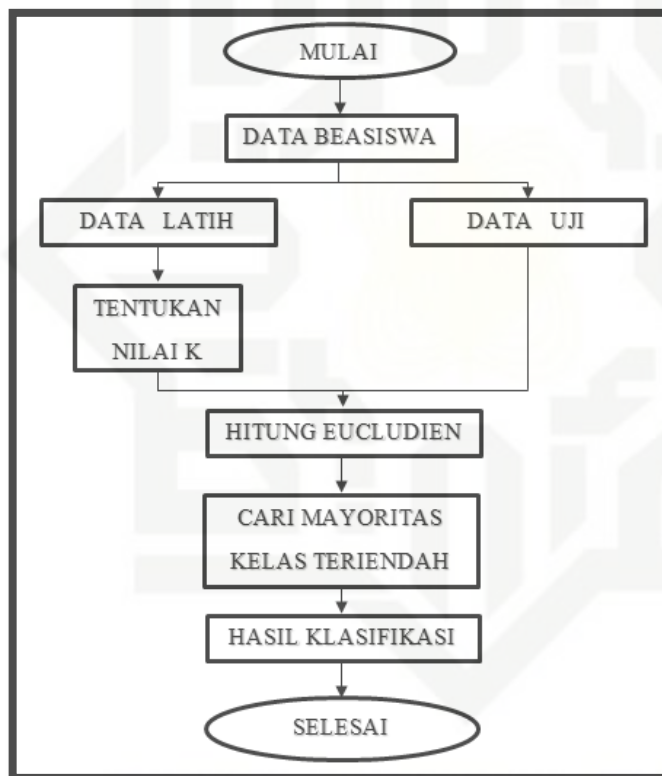 MULAI
DATA BEASISWA
DATA LATIH
DATA UJI
TENTUKAN
NILAI K
HITUNG EUCLUDIEN
CARI MAYORITAS
KELAS TERIENDAH
HASIL KLASIFIKASI
SELESAI